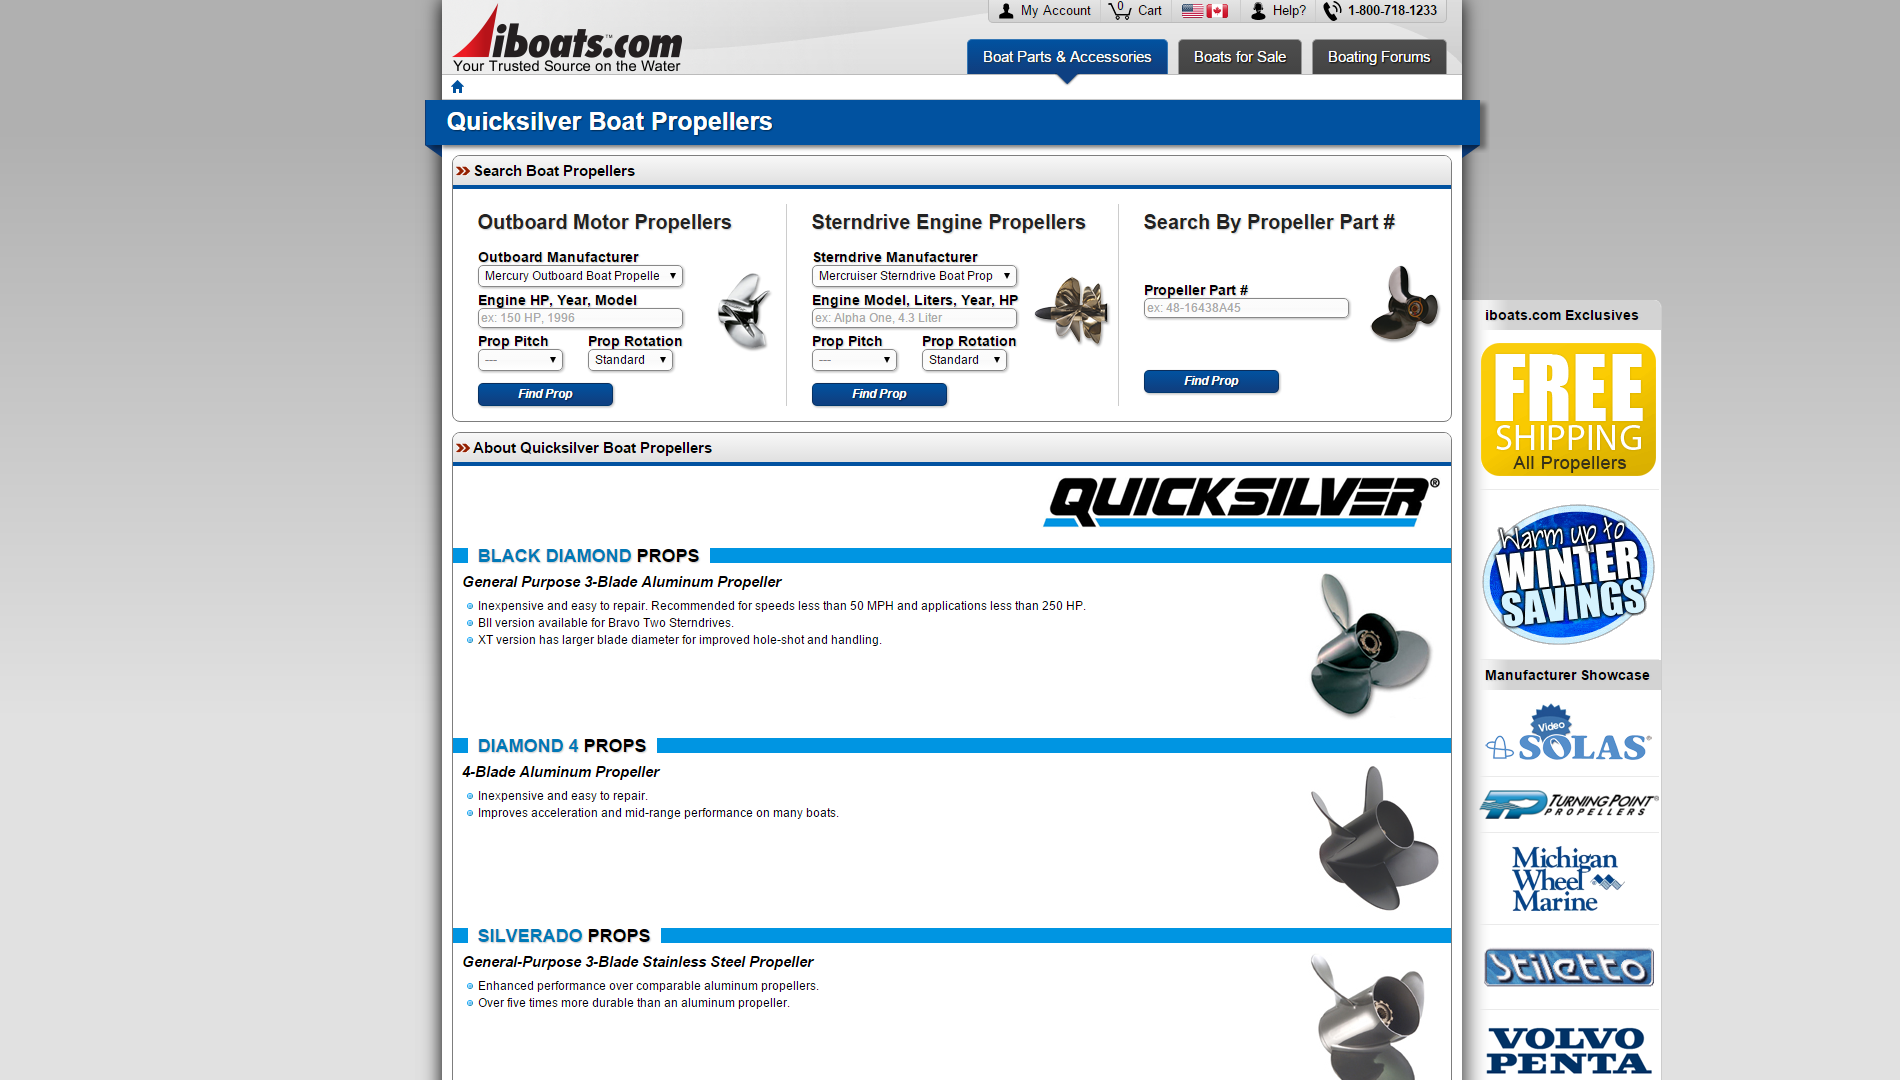 My Account
0
Cart
Help?
1-800-718-1233
iboats.com™
Your Trusted Source on the Water
Boat Parts & Accessories
Boats for Sale
Boating Forums
Quicksilver Boat Propellers
Search Boat Propellers
Outboard Motor Propellers
Outboard Manufacturer
Mercury Outboard Boat Propelle
Engine HP, Year, Model
ex: 150 HP, 1996
Prop Pitch
Prop Rotation
---
Standard
Find Prop
Sterndrive Engine Propellers
Sterndrive Manufacturer
Mercruiser Sterndrive Boat Prop
Engine Model, Liters, Year, HP
ex: Alpha One, 4.3 Liter
Prop Pitch
Prop Rotation
---
Standard
Find Prop
Search By Propeller Part #
Propeller Part #
ex: 48-16438A45
Find Prop
About Quicksilver Boat Propellers
QUICKSILVER®
BLACK DIAMOND PROPS
General Purpose 3-Blade Aluminum Propeller
Inexpensive and easy to repair. Recommended for speeds less than 50 MPH and applications less than 250 HP.
BII version available for Bravo Two Sterndrives.
XT version has larger blade diameter for improved hole-shot and handling.
DIAMOND 4 PROPS
4-Blade Aluminum Propeller
Inexpensive and easy to repair.
Improves acceleration and mid-range performance on many boats.
SILVERADO PROPS
General-Purpose 3-Blade Stainless Steel Propeller
Enhanced performance over comparable aluminum propellers.
Over five times more durable than an aluminum propeller.
iboats.com Exclusives
FREE
SHIPPING
All Propellers
Warm up to
WINTER
SAVINGS
Manufacturer Showcase
Video
SOLAS®
TURNING POINT®
PROPELLERS
Michigan
Wheel
Marine
Stiletto
VOLVO
PENTA